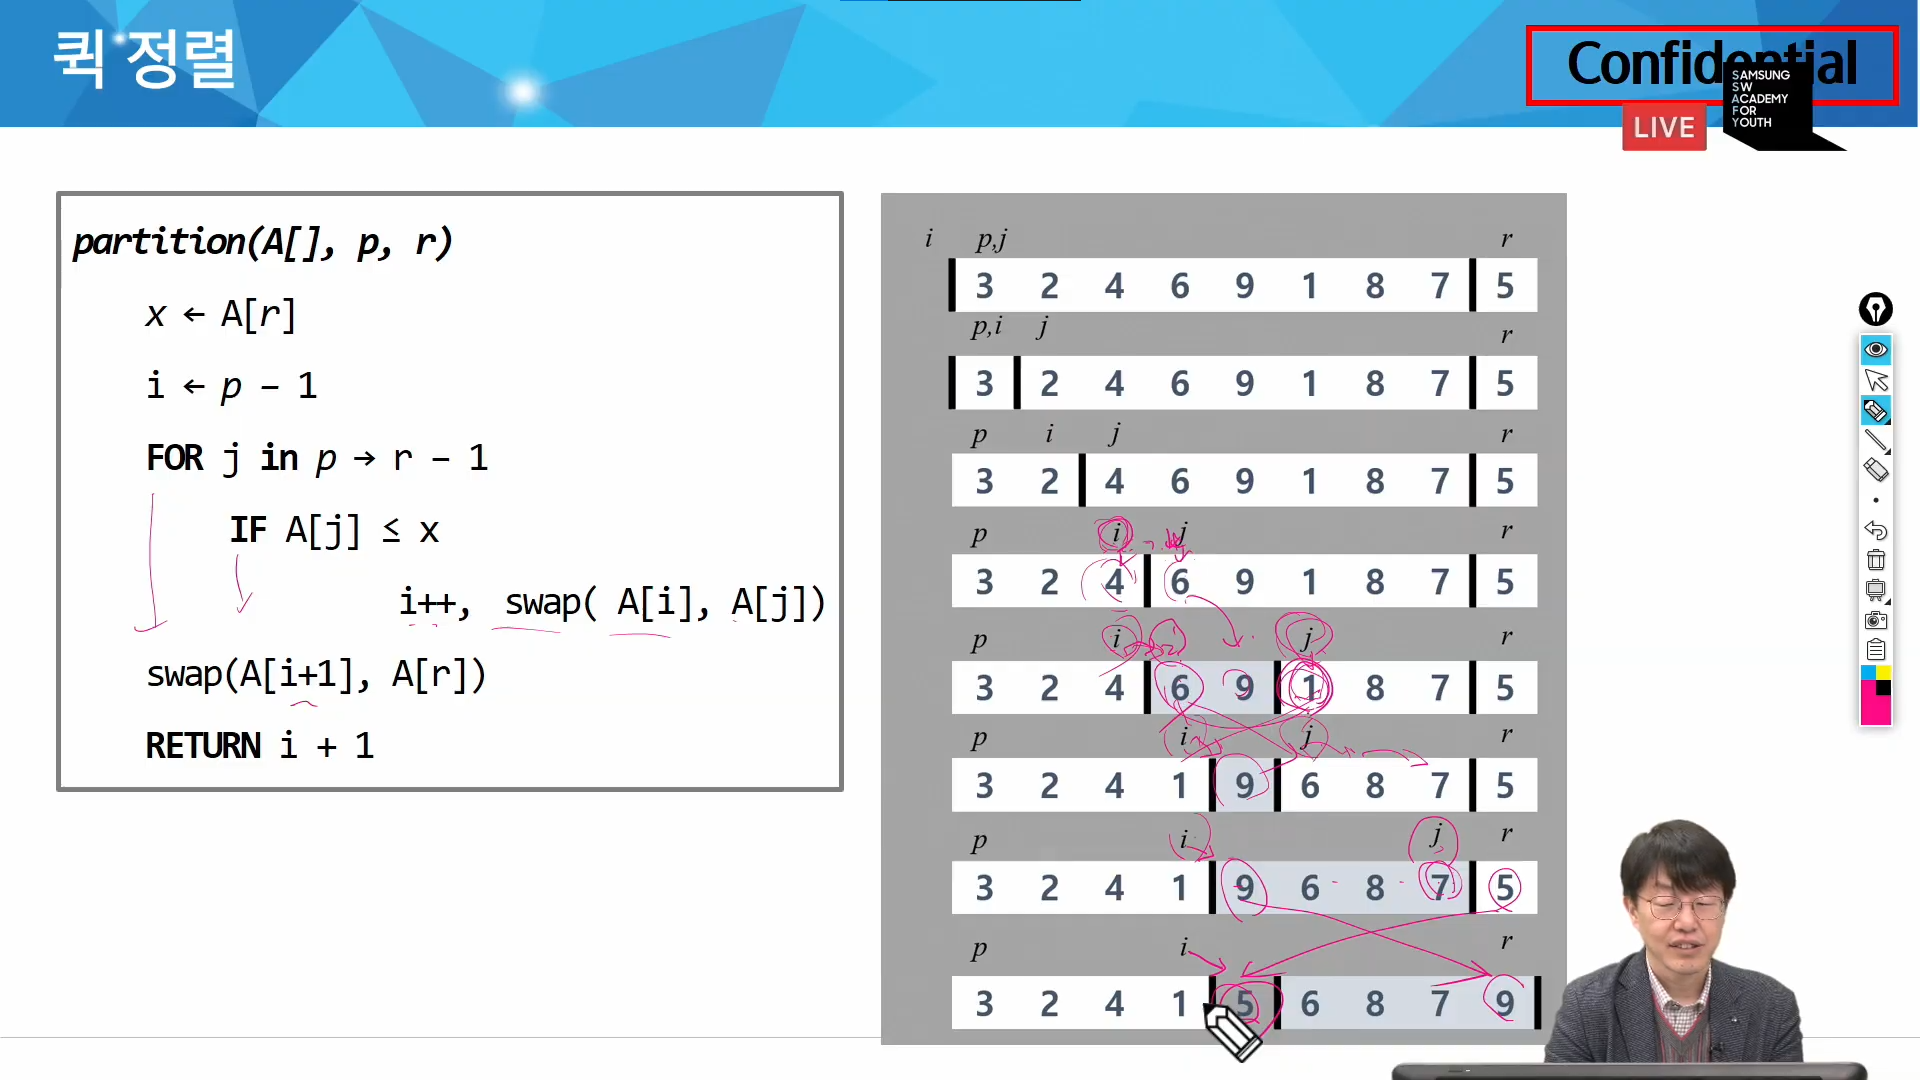 퀵 정렬
Confidential
SAMSUNG
SW
ACADEMY
FOR
YOUTH
LIVE
partition(A[], p, r)
x ← A[r]
i ← p – 1
FOR j in p → r – 1
IF A[j] ≤ x
i++, swap( A[i], A[j])
swap(A[i+1], A[r])
RETURN i + 1
i p,j r
3 2 4 6 9 1 8 7 5
p,i j r
3 2 4 6 9 1 8 7 5
p i j r
3 2 4 6 9 1 8 7 5
p i j r
3 2 4 6 9 1 8 7 5
p i j r
3 2 4 6 9 1 8 7 5
p i j r
3 2 4 1 9 6 8 7 5
p i j r
3 2 4 1 9 6 8 7 5
p i r
3 2 4 1 5 6 8 7 9